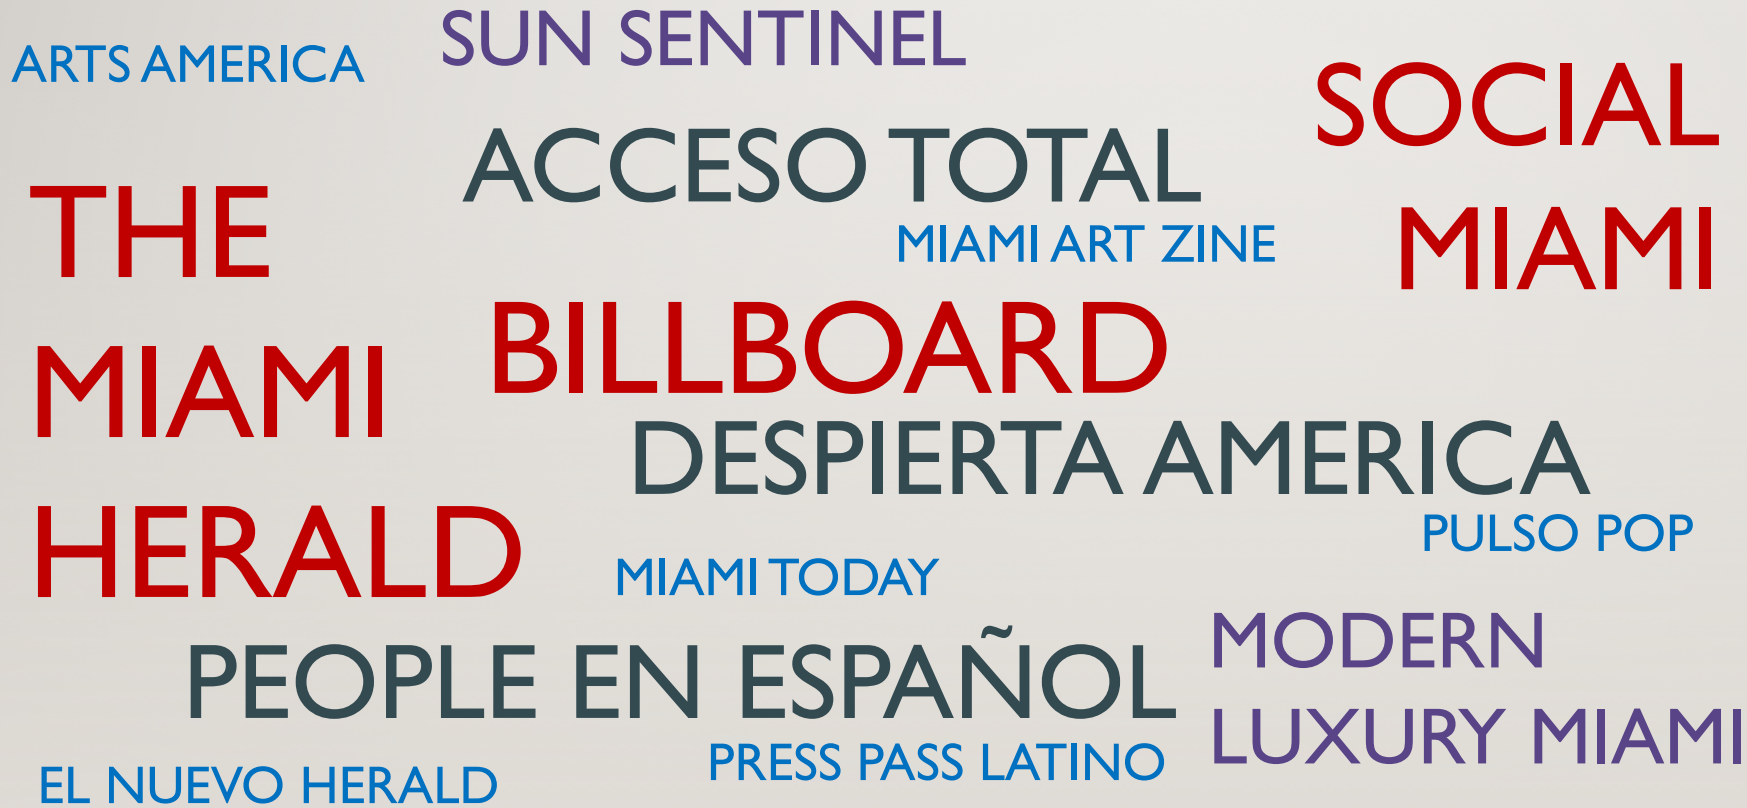 SUN SENTINEL
ARTS AMERICA
SOCIAL
MIAMI
ACCESO TOTAL
MIAMI ART ZINE
THE
MIAMI
HERALD
BILLBOARD
DESPIERTA AMERICA
PULSO POP
MIAMI TODAY
PEOPLE EN ESPAÑOL
MODERN
LUXURY MIAMI
PRESS PASS LATINO
EL NUEVO HERALD